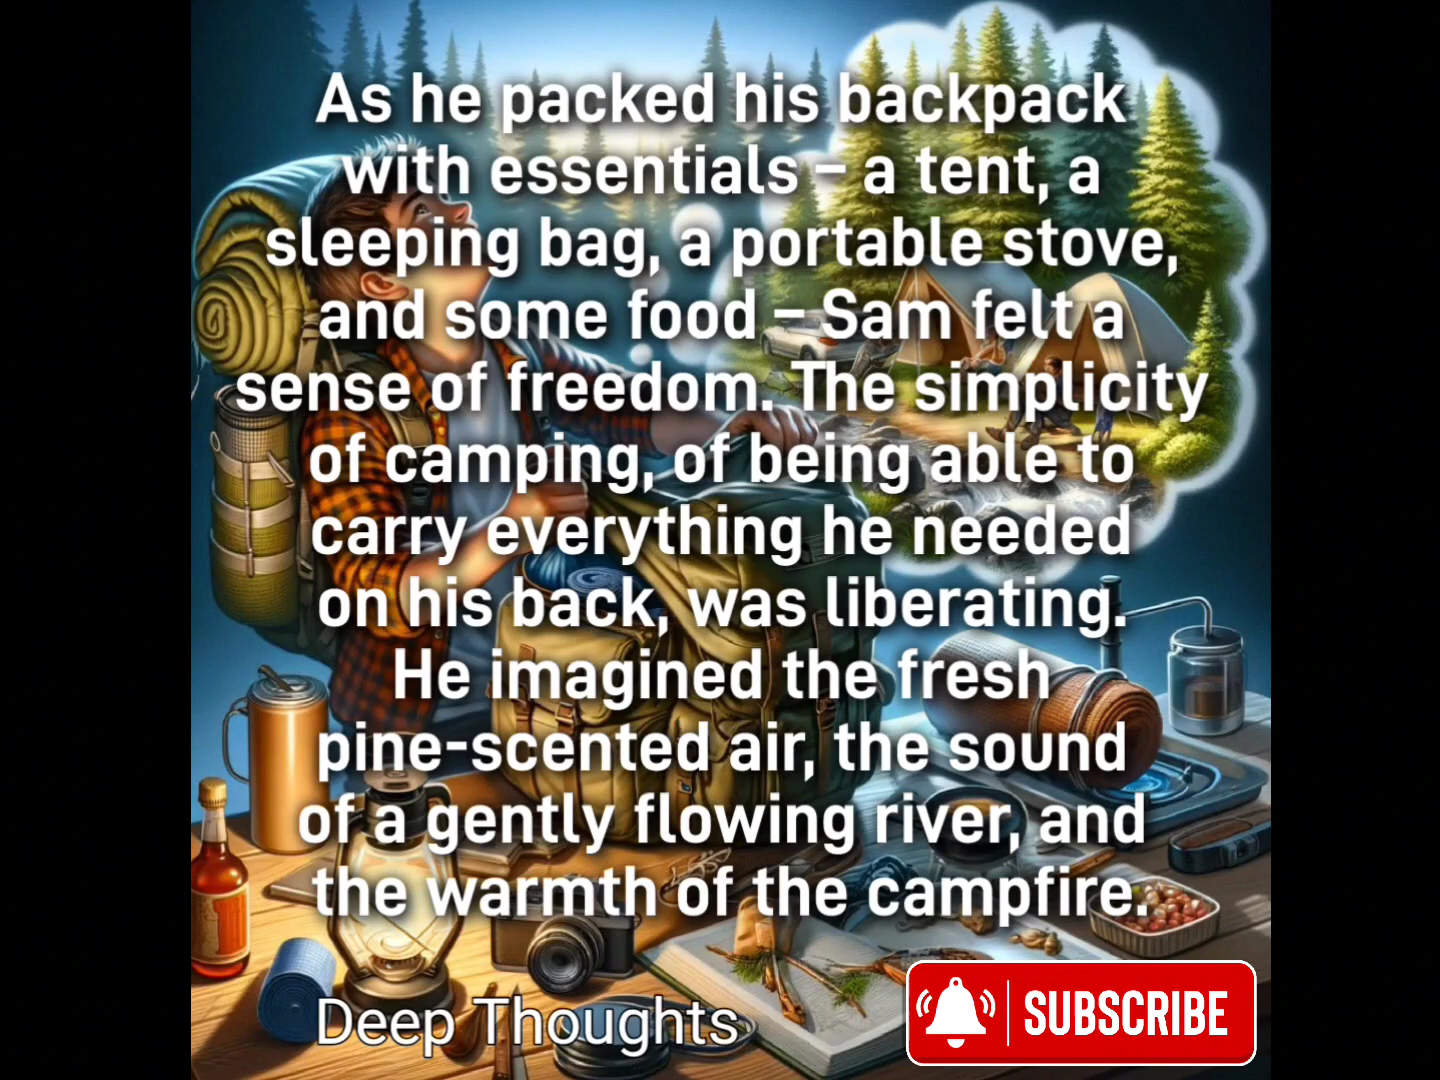 As he packed his backpack
with essentials – a tent, a
sleeping bag, a portable stove,
and some food – Sam felt a
sense of freedom. The simplicity
of camping, of being able to
carry everything he needed
on his back, was liberating.
He imagined the fresh
pine-scented air, the sound
of a gently flowing river, and
the warmth of the campfire.
Deep Thoughts
SUBSCRIBE